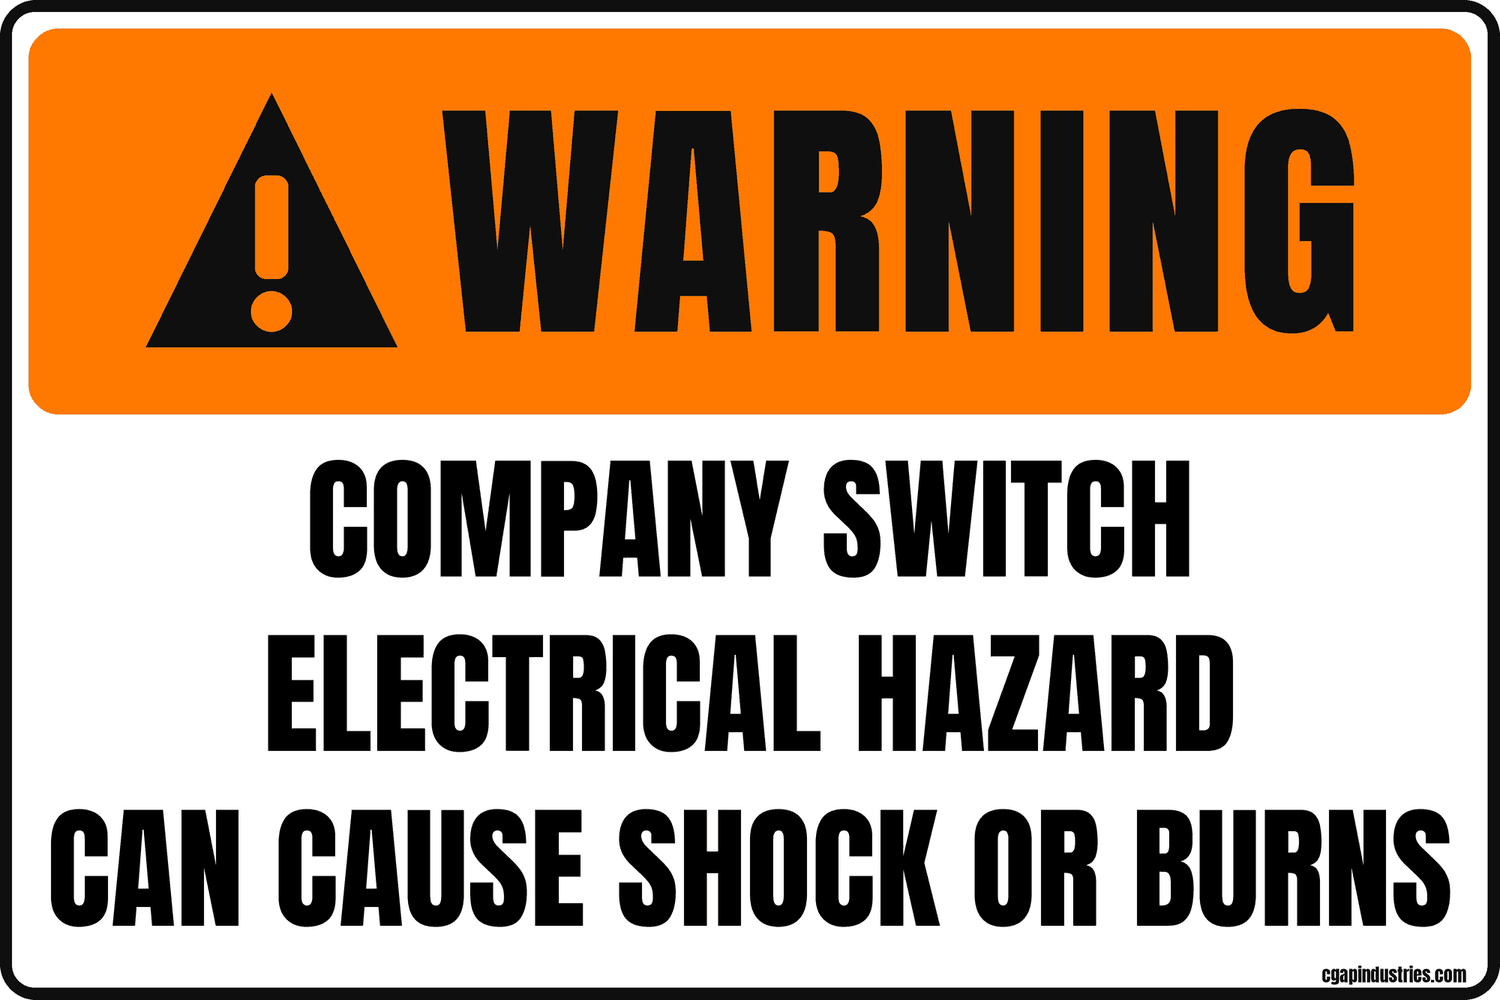 WARNING
COMPANY SWITCH
ELECTRICAL HAZARD
CAN CAUSE SHOCK OR BURNS
cgapindustries.com